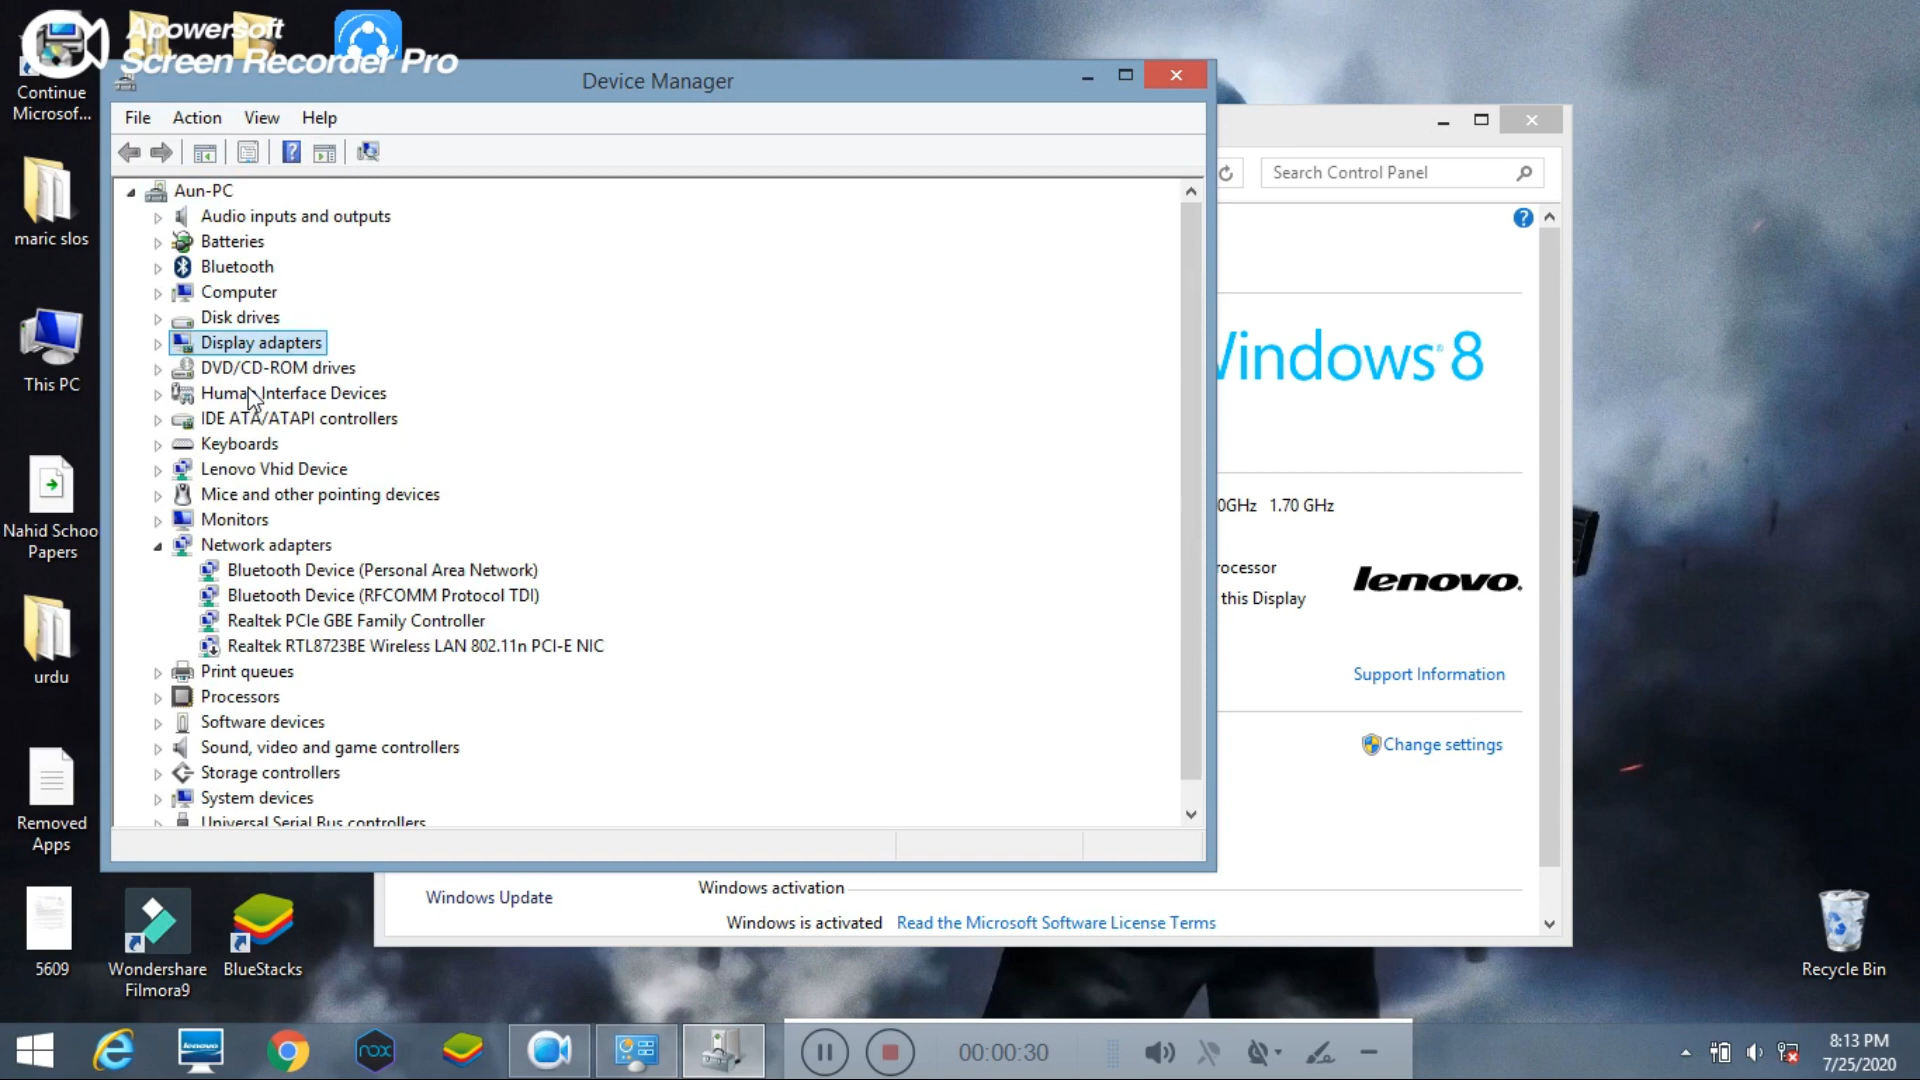 Apowersoft
Screen Recorder Pro
Continue
Microsof...
maric slos
This PC
Nahid Schoo
Papers
urdu
Removed
Apps
5609
Wondershare
Filmora9
BlueStacks
Device Manager
File Action View Help
Aun-PC
Audio inputs and outputs
Batteries
Bluetooth
Computer
Disk drives
Display adapters
DVD/CD-ROM drives
Human Interface Devices
IDE ATA/ATAPI controllers
Keyboards
Lenovo Vhid Device
Mice and other pointing devices
Monitors
Network adapters
Bluetooth Device (Personal Area Network)
Bluetooth Device (RFCOMM Protocol TDI)
Realtek PCIe GBE Family Controller
Realtek RTL8723BE Wireless LAN 802.11n PCI-E NIC
Print queues
Processors
Software devices
Sound, video and game controllers
Storage controllers
System devices
Universal Serial Bus controllers
Search Control Panel
Windows 8
0GHz 1.70 GHz
rocessor
this Display
lenovo.
Support Information
Change settings
Windows Update
Windows activation
Windows is activated Read the Microsoft Software License Terms
Recycle Bin
lenovo
nox
00:00:30
8:13 PM
7/25/2020